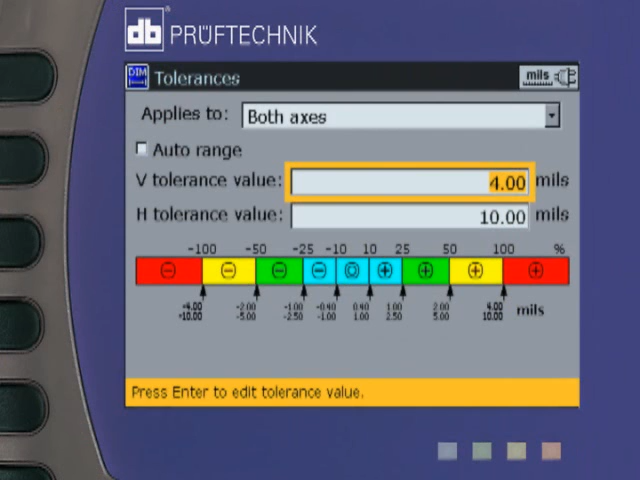 db® PRÜFTECHNIK
DIM Tolerances mils
Applies to: Both axes
Auto range
V tolerance value: 4.00 mils
H tolerance value: 10.00 mils
-100 -50 -25 -10 10 25 50 100 %
-4.00 -2.00 -1.00 -0.40 0.40 1.00 2.00 4.00 mils
-10.00 -5.00 -2.50 -1.00 1.00 2.50 5.00 10.00
Press Enter to edit tolerance value.